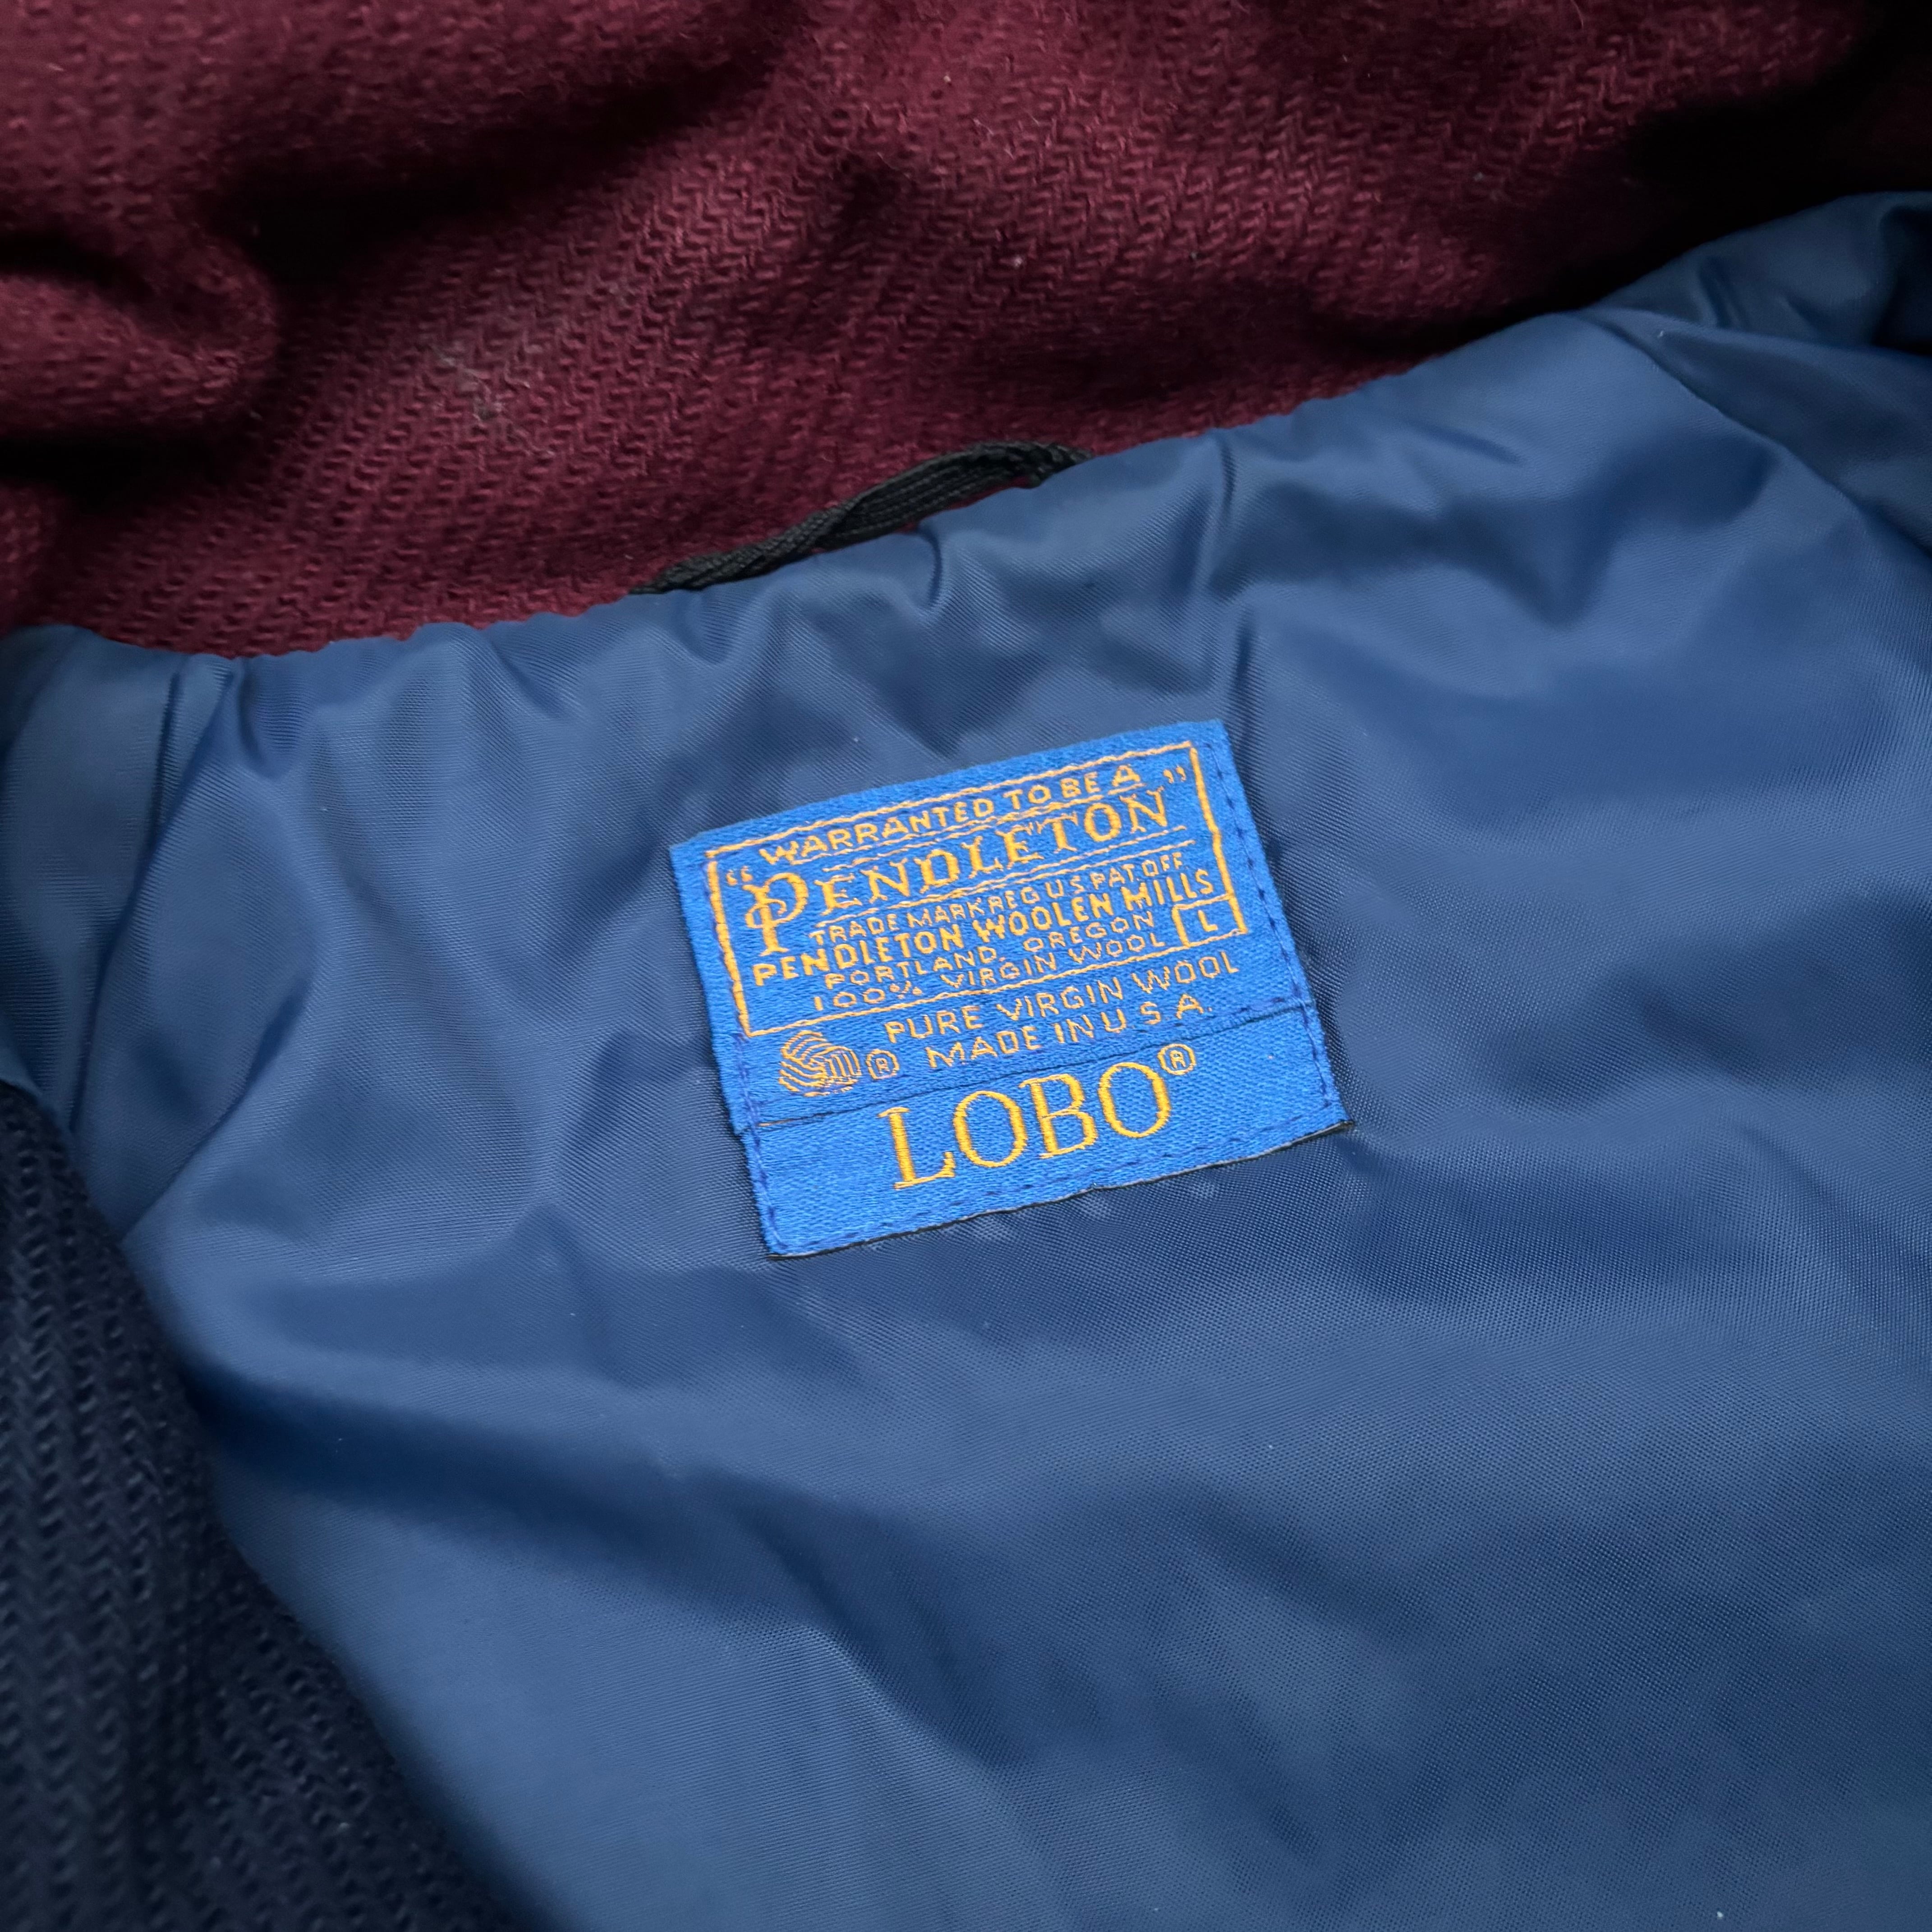 WARRANTED TO BE A
"PENDLETON"
TRADE MARK REG U S PAT. OFF.
PENDLETON WOOLEN MILLS
PORTLAND, OREGON
100% VIRGIN WOOL
L
PURE VIRGIN WOOL
® MADE IN U S A.
LOBO®